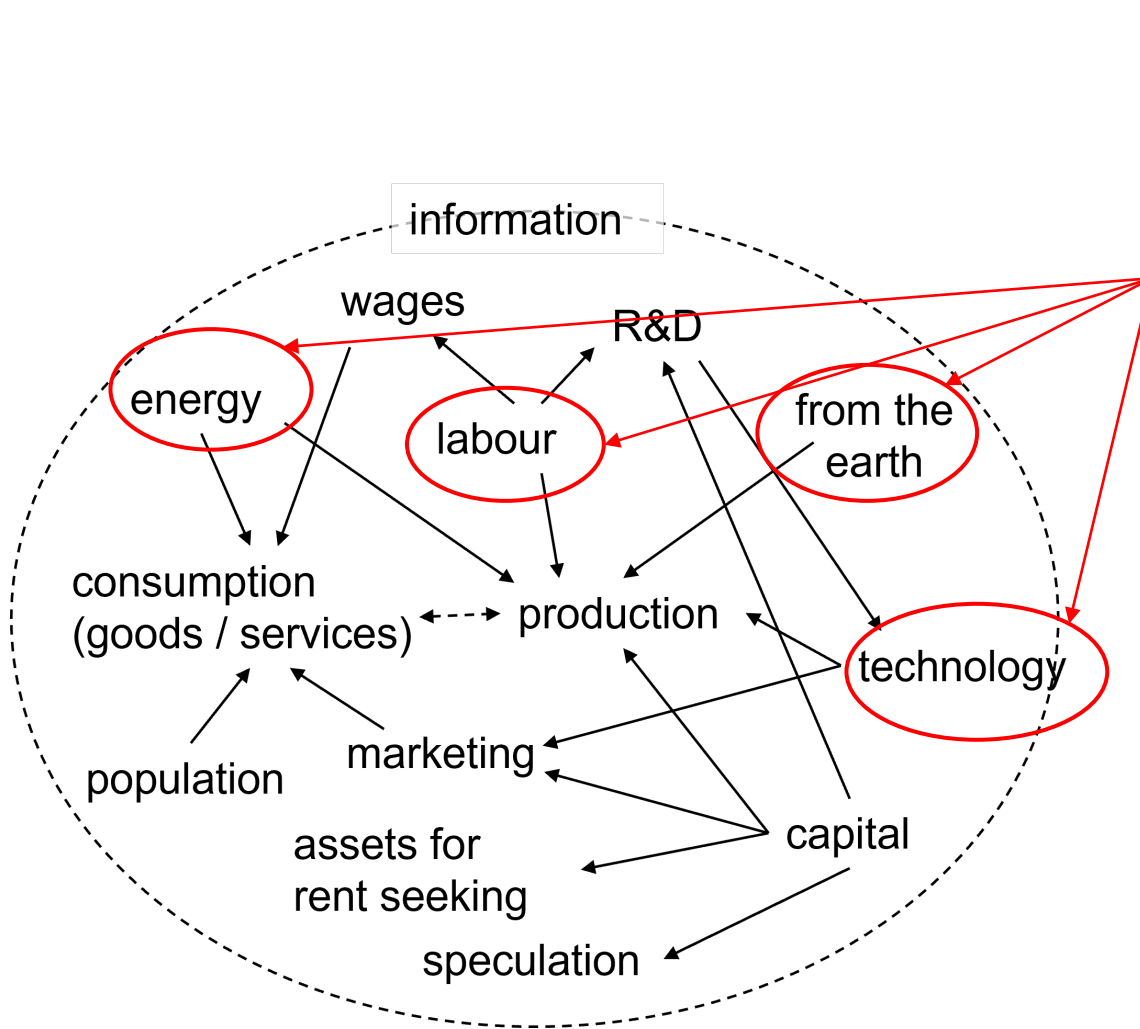 information
wages
R&D
energy
labour
from the
earth
consumption
(goods / services)
production
technology
marketing
population
capital
assets for
rent seeking
speculation